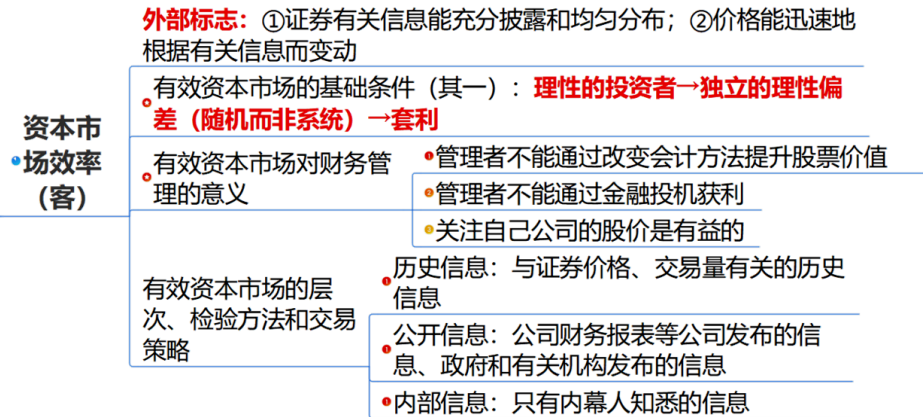 外部标志：①证券有关信息能充分披露和均匀分布；②价格能迅速地
根据有关信息而变动
有效资本市场的基础条件（其一）：理性的投资者→独立的理性偏
差（随机而非系统）→套利
资本市
场效率
（客）
有效资本市场对财务管
理的意义
1 管理者不能通过改变会计方法提升股票价值
2 管理者不能通过金融投机获利
3 关注自己公司的股价是有益的
有效资本市场的层
次、检验方法和交易
策略
1 历史信息：与证券价格、交易量有关的历史
信息
1 公开信息：公司财务报表等公司发布的信
息、政府和有关机构发布的信息
1 内部信息：只有内幕人知悉的信息